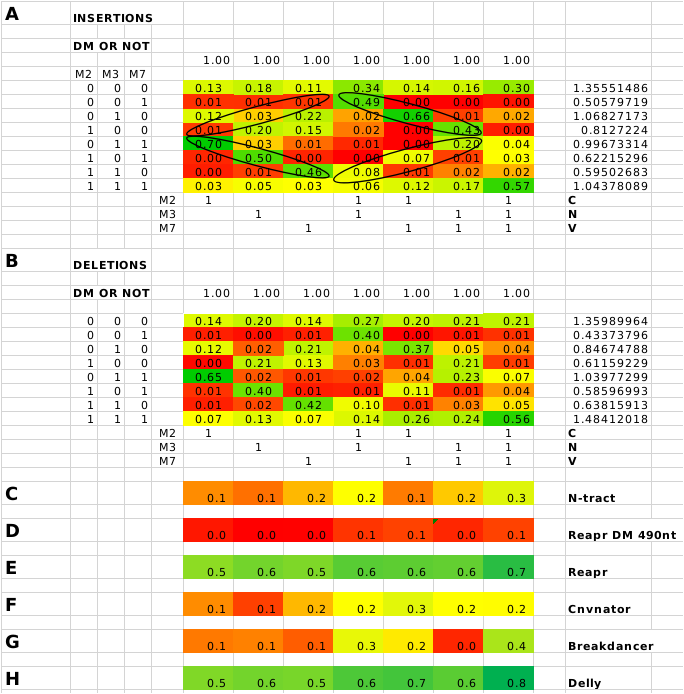 A INSERTIONS
DM OR NOT
1.00 1.00 1.00 1.00 1.00 1.00 1.00
M2 M3 M7
0 0 0 0.13 0.18 0.11 0.34 0.14 0.16 0.30 1.35551486
0 0 1 0.01 0.01 0.01 0.49 0.00 0.00 0.00 0.50579719
0 1 0 0.12 0.03 0.22 0.02 0.66 0.01 0.02 1.06827173
1 0 0 0.01 0.20 0.15 0.02 0.00 0.43 0.00 0.8127224
0 1 1 0.70 0.03 0.01 0.01 0.00 0.20 0.04 0.99673314
1 0 1 0.00 0.50 0.00 0.00 0.07 0.01 0.03 0.62215296
1 1 0 0.00 0.01 0.46 0.08 0.01 0.02 0.02 0.59502683
1 1 1 0.03 0.05 0.03 0.06 0.12 0.17 0.57 1.04378089
M2 1 1 1 1 C
M3 1 1 1 1 N
M7 1 1 1 1 V
B DELETIONS
DM OR NOT 1.00 1.00 1.00 1.00 1.00 1.00 1.00
0 0 0 0.14 0.20 0.14 0.27 0.20 0.21 0.21 1.35989964
0 0 1 0.01 0.00 0.01 0.40 0.00 0.01 0.01 0.43373796
0 1 0 0.12 0.02 0.21 0.04 0.37 0.05 0.04 0.84674788
1 0 0 0.00 0.21 0.13 0.03 0.01 0.21 0.01 0.61159229
0 1 1 0.65 0.02 0.01 0.02 0.04 0.23 0.07 1.03977299
1 0 1 0.01 0.40 0.01 0.01 0.11 0.01 0.04 0.58596993
1 1 0 0.01 0.02 0.42 0.10 0.01 0.03 0.05 0.63815913
1 1 1 0.07 0.13 0.07 0.14 0.26 0.24 0.56 1.48412018
M2 1 1 1 1 C
M3 1 1 1 1 N
M7 1 1 1 1 V
C 0.1 0.1 0.2 0.2 0.1 0.2 0.3 N-tract
D 0.0 0.0 0.0 0.1 0.1 0.0 0.1 Reapr DM 490nt
E 0.5 0.6 0.5 0.6 0.6 0.6 0.7 Reapr
F 0.1 0.1 0.2 0.2 0.3 0.2 0.2 Cnvnator
G 0.1 0.1 0.1 0.3 0.2 0.0 0.4 Breakdancer
H 0.5 0.6 0.5 0.6 0.7 0.6 0.8 Delly